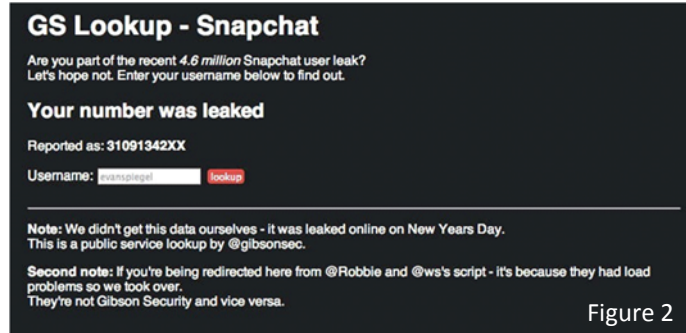 GS Lookup - Snapchat
Are you part of the recent 4.6 million Snapchat user leak?
Let's hope not. Enter your username below to find out.
Your number was leaked
Reported as: 31091342XX
Username: evanspiegel lookup
Note: We didn't get this data ourselves - it was leaked online on New Years Day.
This is a public service lookup by @gibsonsec.
Second note: If you're being redirected here from @Robbie and @ws's script - it's because they had load
problems so we took over.
They're not Gibson Security and vice versa.
Figure 2